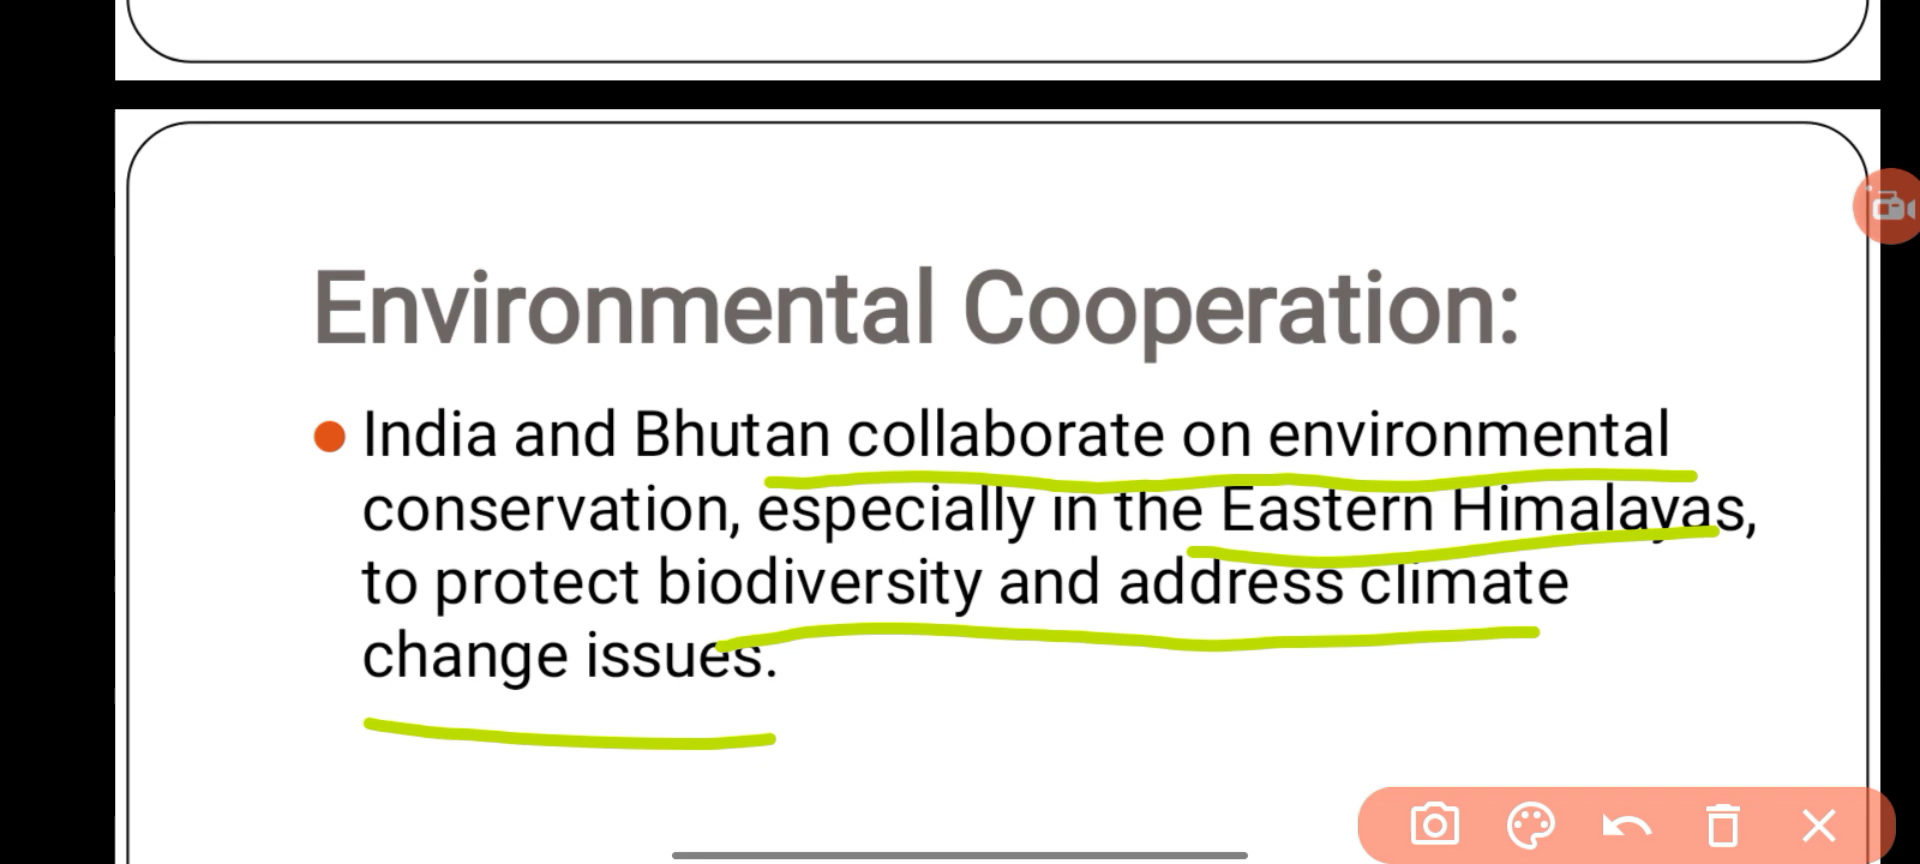 Environmental Cooperation:
India and Bhutan collaborate on environmental
conservation, especially in the Eastern Himalayas,
to protect biodiversity and address climate
change issues.